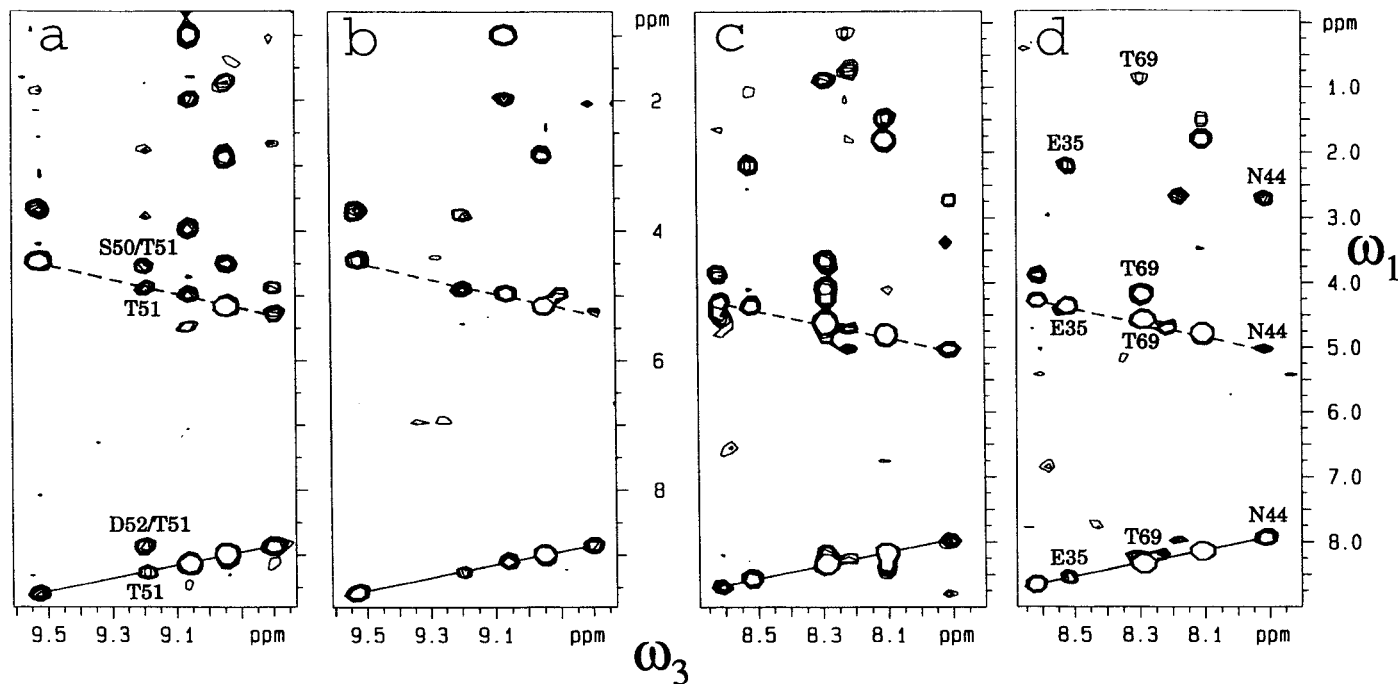 a
b
c
d
ppm
2
4
6
8
ppm
1.0
2.0
3.0
4.0
5.0
6.0
7.0
8.0
ω1
S50/T51
T51
D52/T51
T51
T69
E35
N44
T69
E35
T69
N44
T69
N44
E35
9.5
9.3
9.1
ppm
9.5
9.3
9.1
ppm
8.5
8.3
8.1
ppm
8.5
8.3
8.1
ppm
ω3